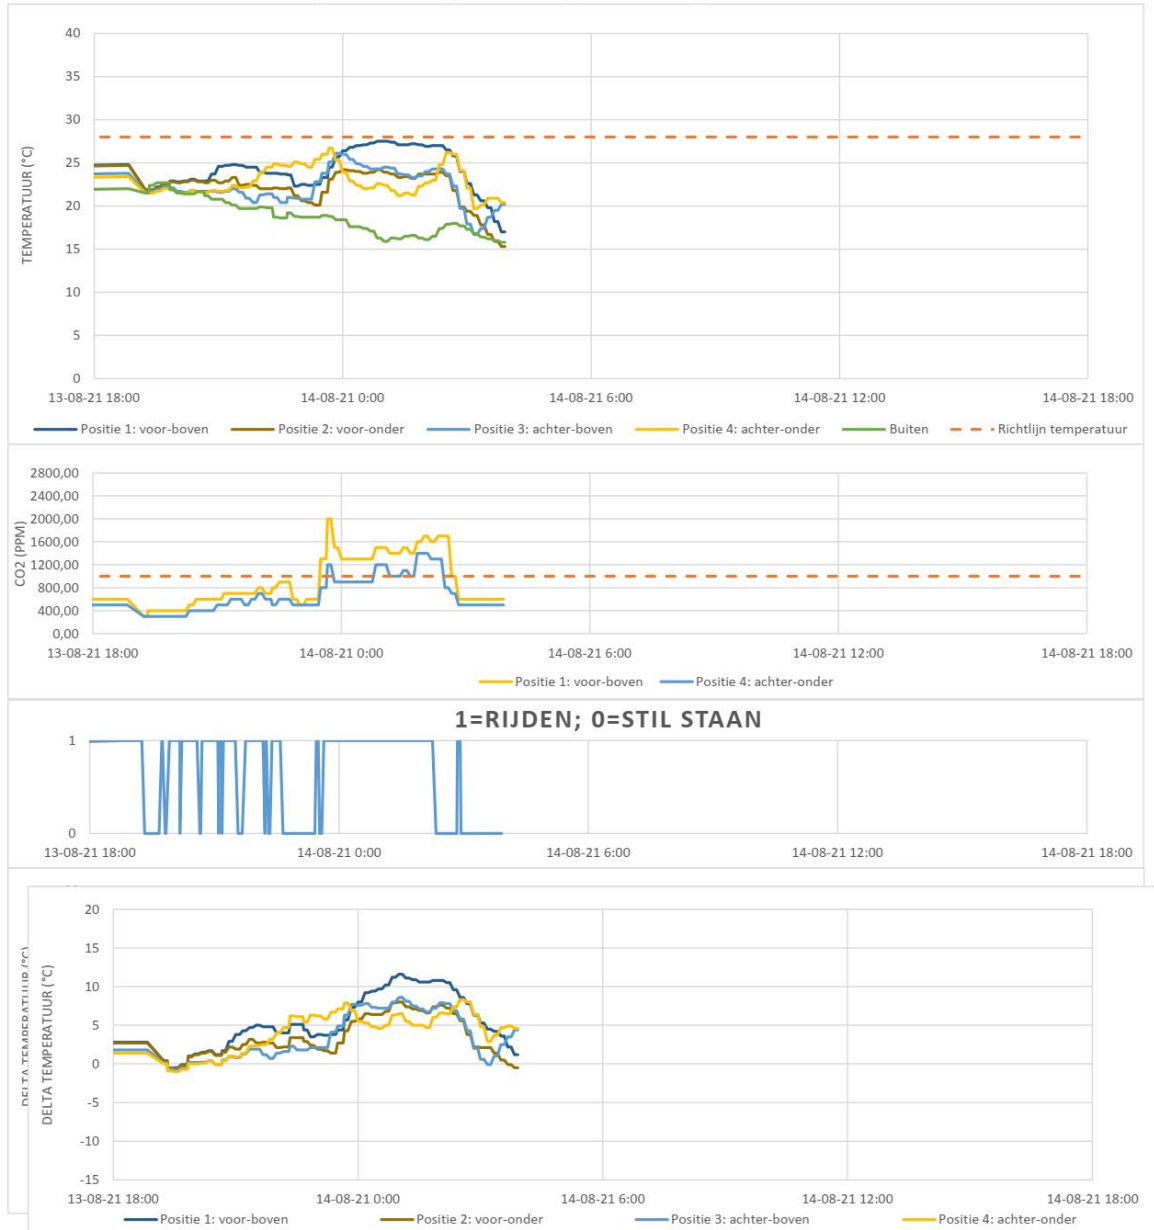 40
35
30
25
20
15
10
5
0
TEMPERATUUR (°C)
13-08-21 18:00 14-08-21 0:00 14-08-21 6:00 14-08-21 12:00 14-08-21 18:00
Positie 1: voor-boven Positie 2: voor-onder Positie 3: achter-boven Positie 4: achter-onder Buiten Richtlijn temperatuur
2800,00
2400,00
2000,00
1600,00
1200,00
800,00
400,00
0,00
CO2 (PPM)
13-08-21 18:00 14-08-21 0:00 14-08-21 6:00 14-08-21 12:00 14-08-21 18:00
Positie 1: voor-boven Positie 4: achter-onder
1=RIJDEN; 0=STIL STAAN
1
0
13-08-21 18:00 14-08-21 0:00 14-08-21 6:00 14-08-21 12:00 14-08-21 18:00
DELTA TEMPERATUUR (°C)
20
15
10
5
0
-5
-10
-15
DELTA TEMPERATUUR (°C)
13-08-21 18:00 14-08-21 0:00 14-08-21 6:00 14-08-21 12:00 14-08-21 18:00
Positie 1: voor-boven Positie 2: voor-onder Positie 3: achter-boven Positie 4: achter-onder